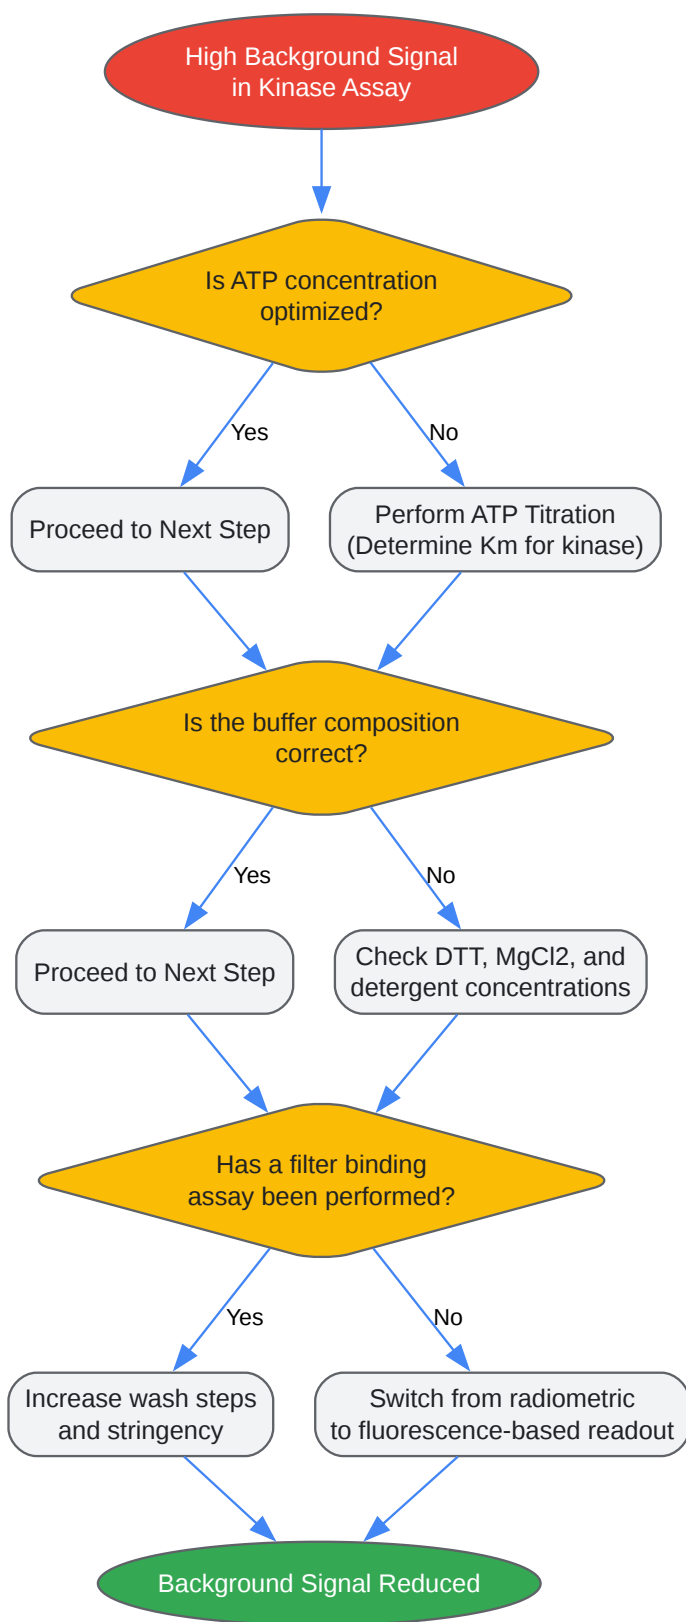 High Background Signal
in Kinase Assay
Is ATP concentration
optimized?
Yes
No
Proceed to Next Step
Perform ATP Titration
(Determine Km for kinase)
Is the buffer composition
correct?
Yes
No
Proceed to Next Step
Check DTT, MgCl2, and
detergent concentrations
Has a filter binding
assay been performed?
Yes
No
Increase wash steps
and stringency
Switch from radiometric
to fluorescence-based readout
Background Signal Reduced